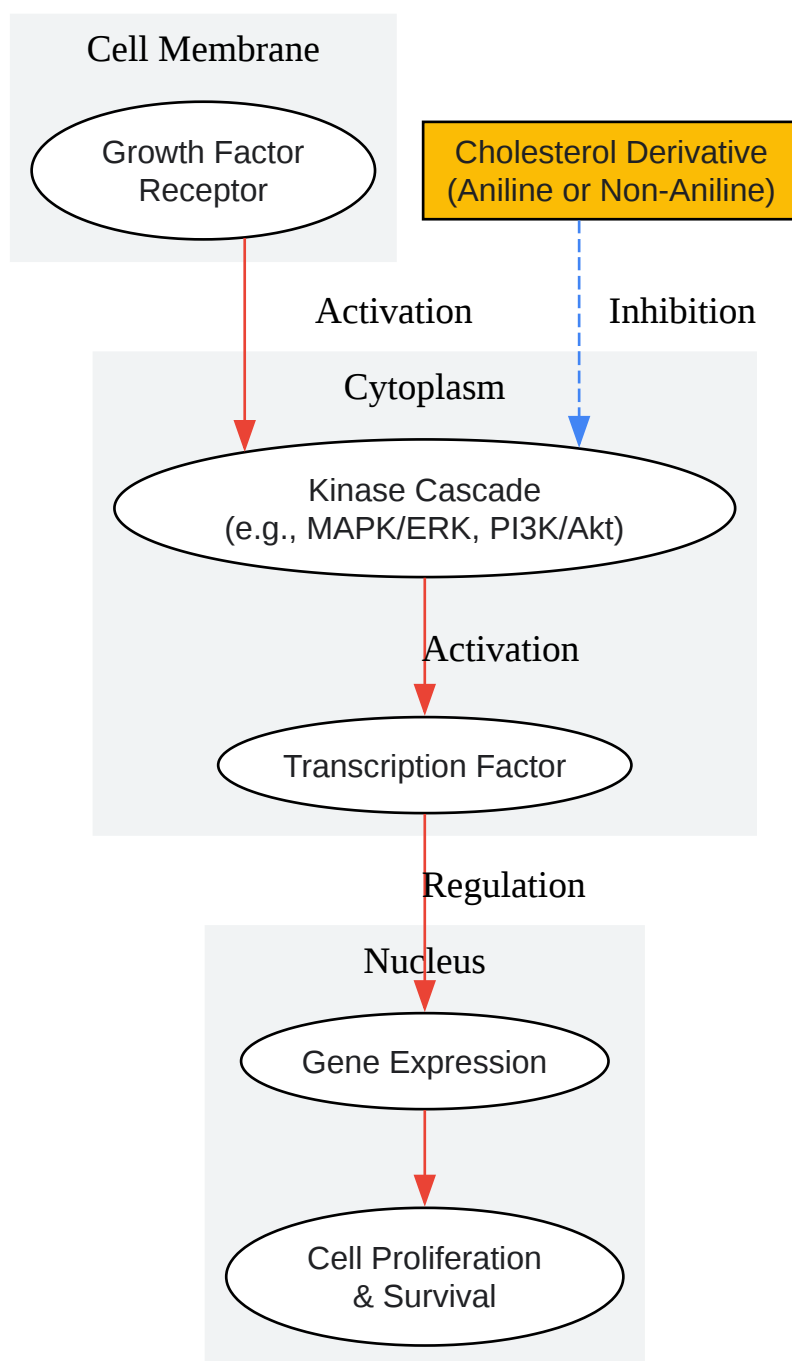 Cell Membrane
Growth Factor
Receptor
Cholesterol Derivative
(Aniline or Non-Aniline)
Activation
Inhibition
Cytoplasm
Kinase Cascade
(e.g., MAPK/ERK, PI3K/Akt)
Activation
Transcription Factor
Regulation
Nucleus
Gene Expression
Cell Proliferation
& Survival